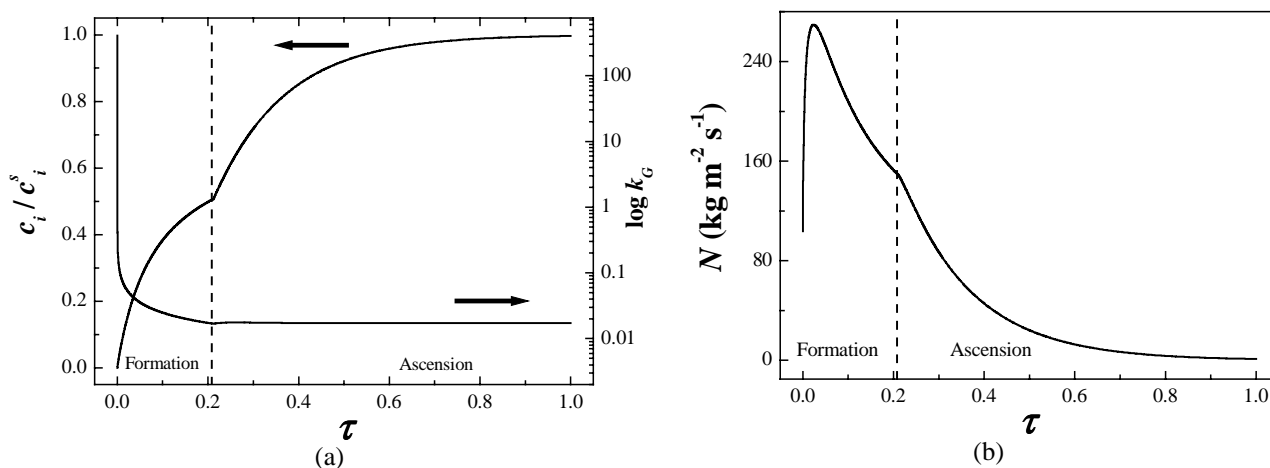 1.0
0.8
0.6
0.4
0.2
0.0
c_i / c_i^s
100
10
1
0.1
0.01
log k_G
Formation
Ascension
0.0 0.2 0.4 0.6 0.8 1.0
τ
(a)
240
160
80
0
N (kg m^-2 s^-1)
Formation
Ascension
0.0 0.2 0.4 0.6 0.8 1.0
τ
(b)